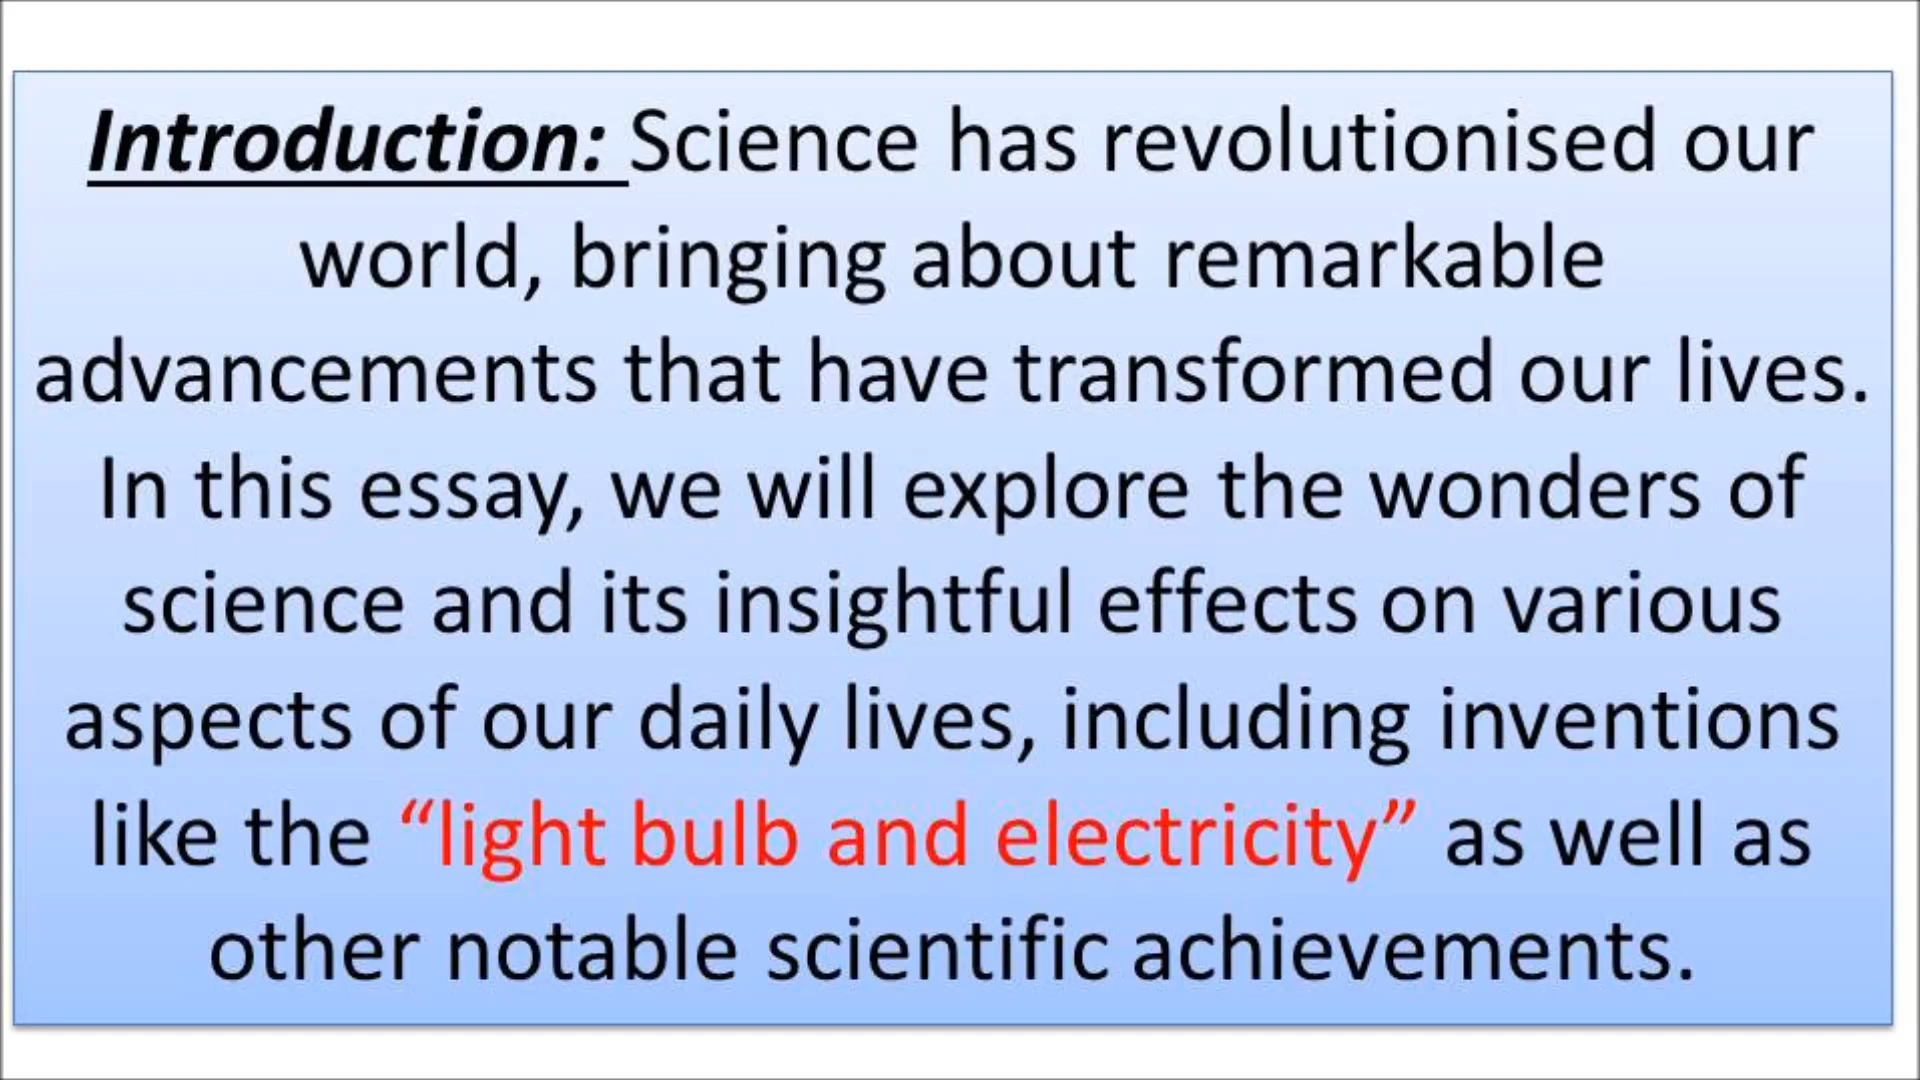 Introduction: Science has revolutionised our
world, bringing about remarkable
advancements that have transformed our lives.
In this essay, we will explore the wonders of
science and its insightful effects on various
aspects of our daily lives, including inventions
like the “light bulb and electricity” as well as
other notable scientific achievements.